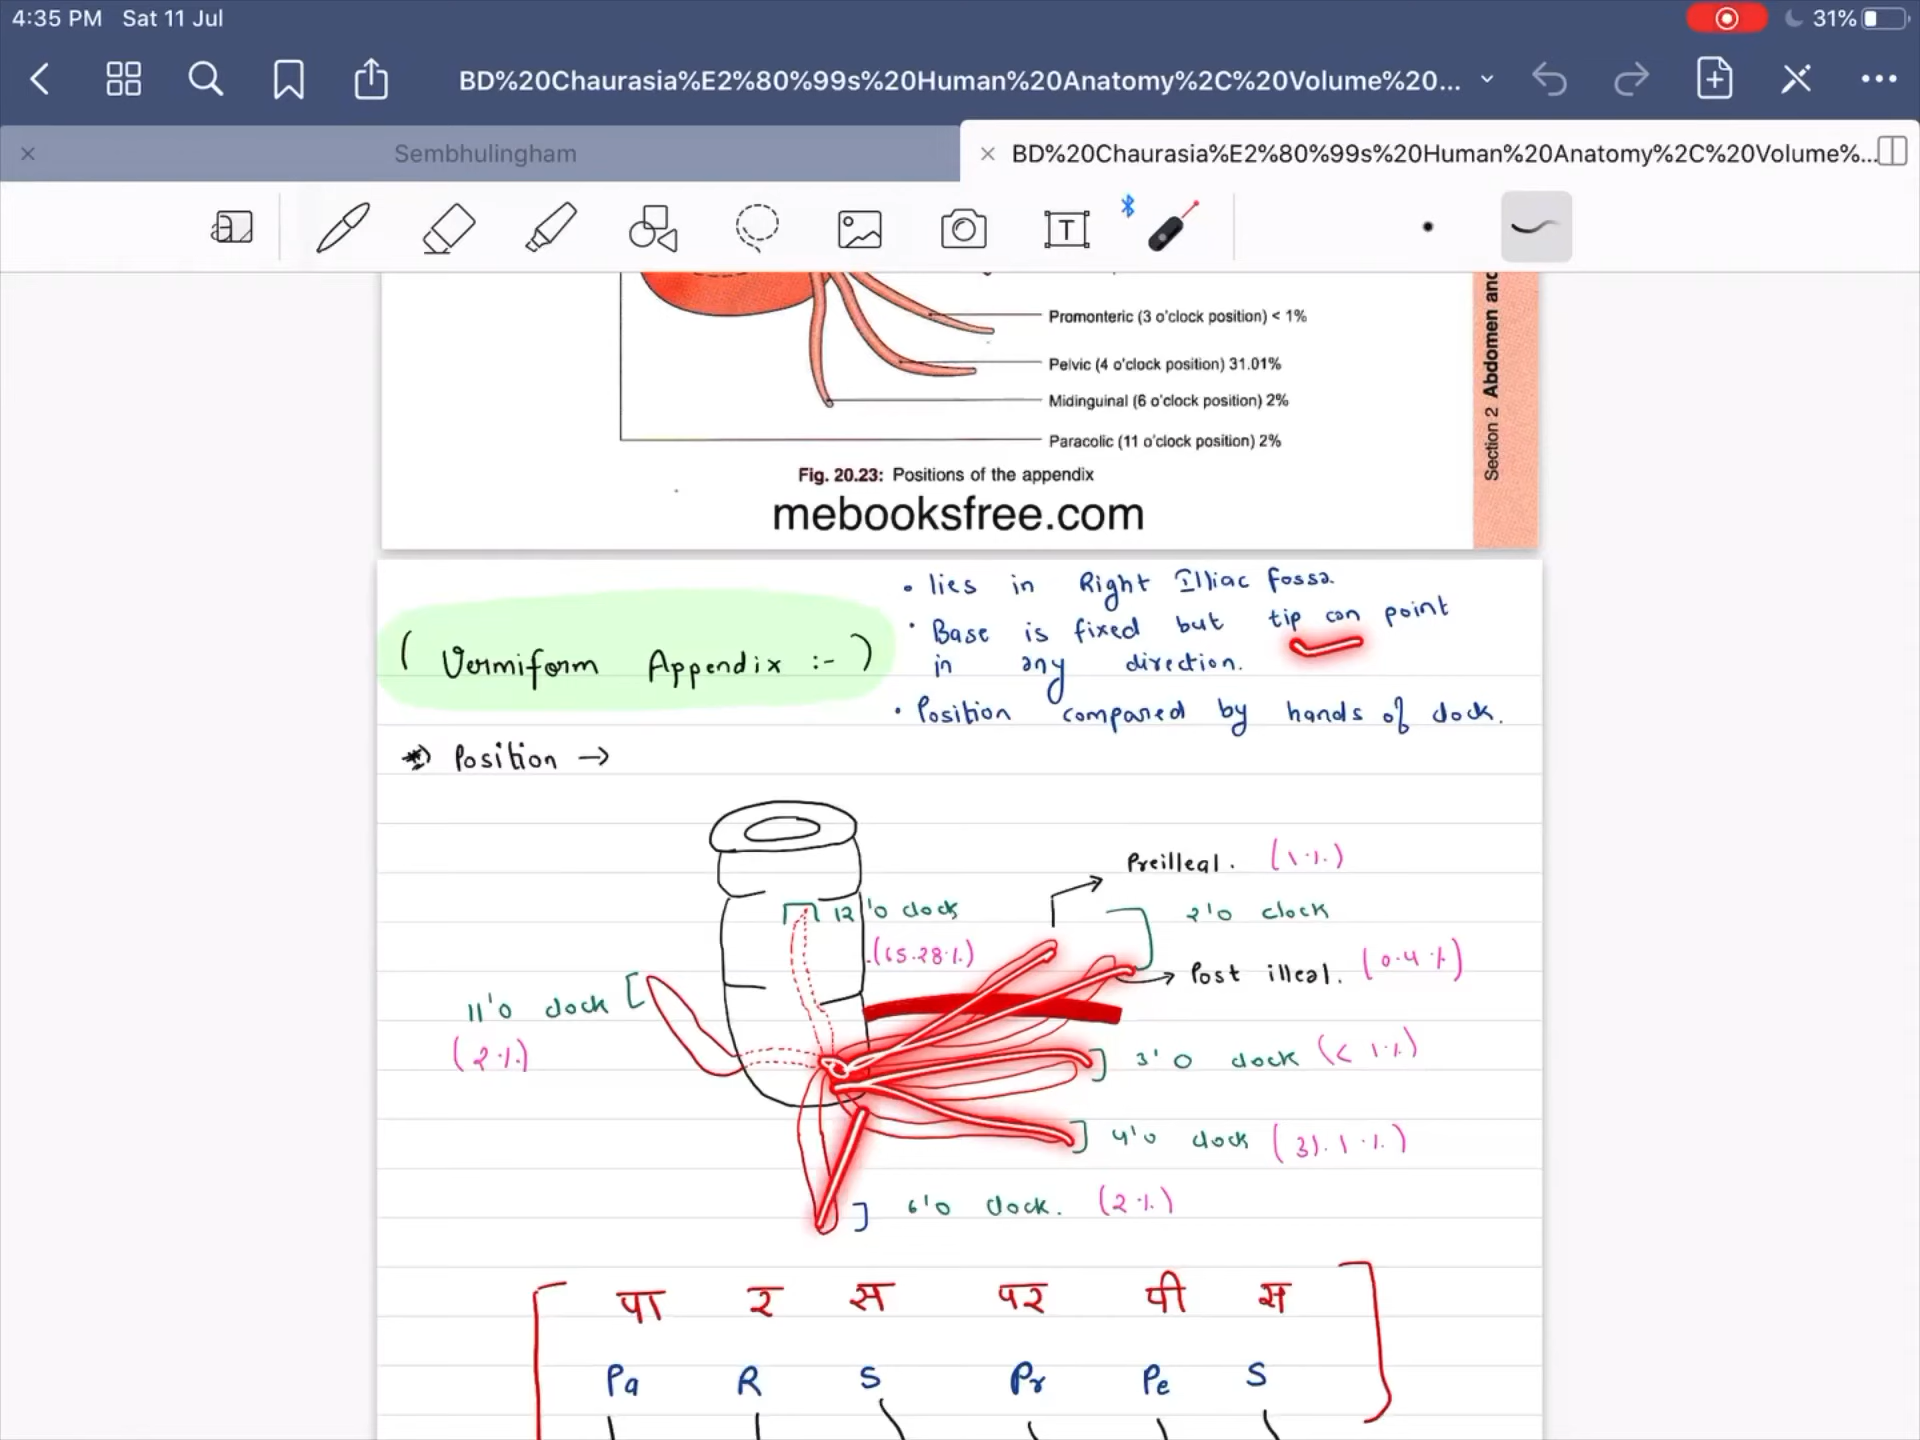 4:35 PM Sat 11 Jul
31%
BD%20Chaurasia%E2%80%99s%20Human%20Anatomy%2C%20Volume%20...
Sembhulingham
BD%20Chaurasia%E2%80%99s%20Human%20Anatomy%2C%20Volume%...
Promonteric (3 o'clock position) < 1%
Pelvic (4 o'clock position) 31.01%
Midinguinal (6 o'clock position) 2%
Paracolic (11 o'clock position) 2%
Fig. 20.23: Positions of the appendix
mebooksfree.com
Section 2 Abdomen and
( Vermiform Appendix :- )
• lies in Right Illiac fossa.
• Base is fixed but tip can point
in any direction.
• Position compared by hands of clock.
Position →
Preilleal. (1%)
12'o clock
2'o clock
(65.28%)
Post illeal. (0.4%)
11'o clock
(2%)
3'o clock (< 1%)
4'o clock (31.1%)
6'o clock. (2%)
पा र स पर पी स
Pa R S Pr Pe S